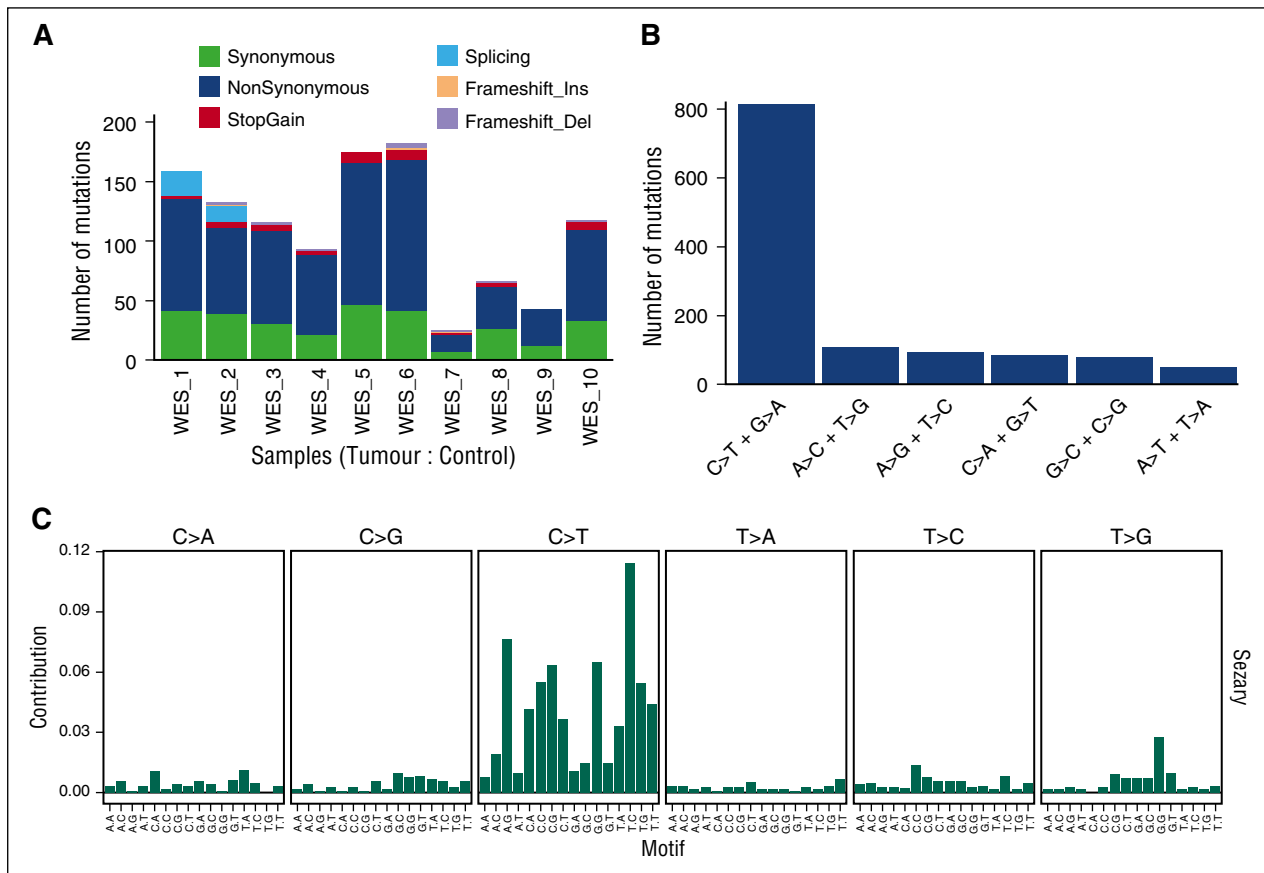 A
Synonymous
NonSynonymous
StopGain
Splicing
Frameshift_Ins
Frameshift_Del
Number of mutations
200
150
100
50
0
WES_1
WES_2
WES_3
WES_4
WES_5
WES_6
WES_7
WES_8
WES_9
WES_10
Samples (Tumour : Control)
B
Number of mutations
800
600
400
200
0
C>T + G>A
A>C + T>G
A>G + T>C
C>A + G>T
G>C + C>G
A>T + T>A
C
C>A C>G C>T T>A T>C T>G
Contribution
0.12
0.09
0.06
0.03
0.00
Sezary
A.A A.C A.G A.T C.A C.C C.G C.T G.A G.C G.G G.T T.A T.C T.G T.T
A.A A.C A.G A.T C.A C.C C.G C.T G.A G.C G.G G.T T.A T.C T.G T.T
A.A A.C A.G A.T C.A C.C C.G C.T G.A G.C G.G G.T T.A T.C T.G T.T
A.A A.C A.G A.T C.A C.C C.G C.T G.A G.C G.G G.T T.A T.C T.G T.T
A.A A.C A.G A.T C.A C.C C.G C.T G.A G.C G.G G.T T.A T.C T.G T.T
A.A A.C A.G A.T C.A C.C C.G C.T G.A G.C G.G G.T T.A T.C T.G T.T
Motif